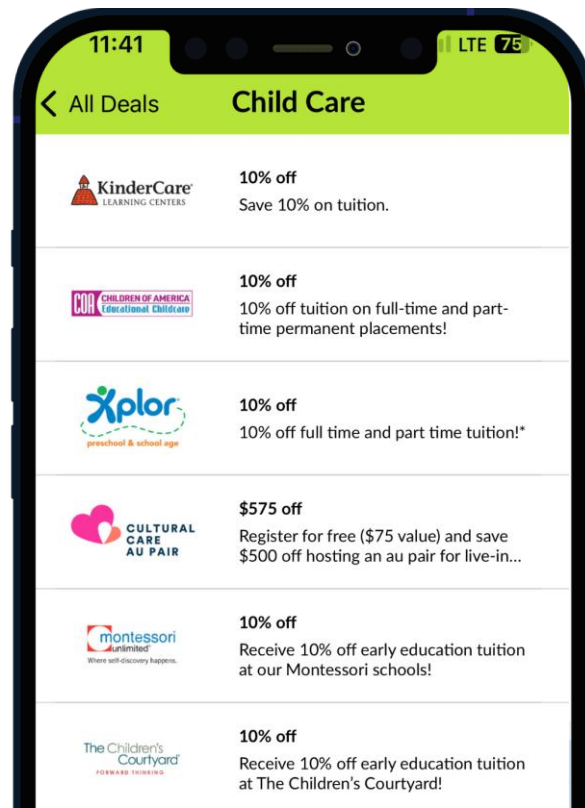 11:41
LTE 75
All Deals
Child Care
KinderCare
LEARNING CENTERS
10% off
Save 10% on tuition.
COA CHILDREN OF AMERICA
Educational Childcare
10% off
10% off tuition on full-time and part-
time permanent placements!
Xplor
preschool & school age
10% off
10% off full time and part time tuition!*
CULTURAL
CARE
AU PAIR
$575 off
Register for free ($75 value) and save
$500 off hosting an au pair for live-in...
montessori
unlimited
Where self-discovery happens.
10% off
Receive 10% off early education tuition
at our Montessori schools!
The Children's
Courtyard
FORWARD THINKING
10% off
Receive 10% off early education tuition
at The Children's Courtyard!